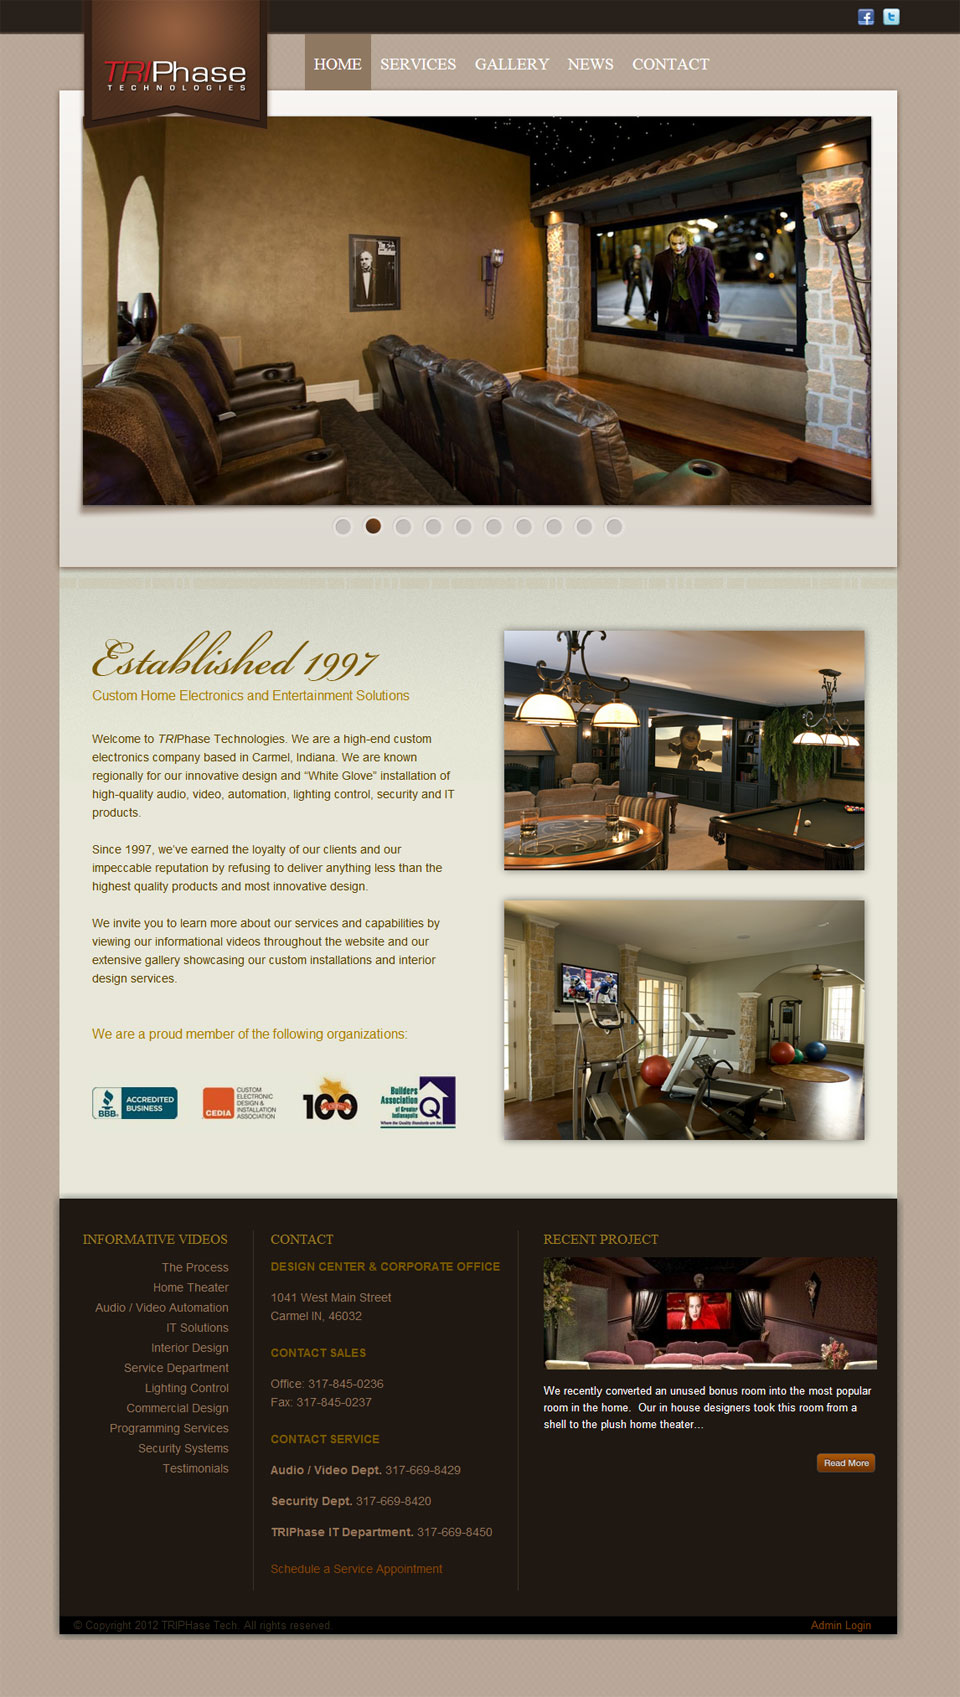 TRIPhase
TECHNOLOGIES
HOME SERVICES GALLERY NEWS CONTACT
Established 1997
Custom Home Electronics and Entertainment Solutions
Welcome to TRIPhase Technologies. We are a high-end custom
electronics company based in Carmel, Indiana. We are known
regionally for our innovative design and “White Glove” installation of
high-quality audio, video, automation, lighting control, security and IT
products.
Since 1997, we’ve earned the loyalty of our clients and our
impeccable reputation by refusing to deliver anything less than the
highest quality products and most innovative design.
We invite you to learn more about our services and capabilities by
viewing our informational videos throughout the website and our
extensive gallery showcasing our custom installations and interior
design services.
We are a proud member of the following organizations:
BBB.
ACCREDITED
BUSINESS
CEDIA
CUSTOM
ELECTRONIC
DESIGN &
INSTALLATION
ASSOCIATION
100
Builders
Association
of Greater
Indianapolis
Q
INFORMATIVE VIDEOS
The Process
Home Theater
Audio / Video Automation
IT Solutions
Interior Design
Service Department
Lighting Control
Commercial Design
Programming Services
Security Systems
Testimonials
CONTACT
DESIGN CENTER & CORPORATE OFFICE
1041 West Main Street
Carmel IN, 46032
CONTACT SALES
Office: 317-845-0236
Fax: 317-845-0237
CONTACT SERVICE
Audio / Video Dept. 317-669-8429
Security Dept. 317-669-8420
TRIPhase IT Department. 317-669-8450
Schedule a Service Appointment
RECENT PROJECT
We recently converted an unused bonus room into the most popular
room in the home.  Our in house designers took this room from a
shell to the plush home theater...
Read More
© Copyright 2012 TRIPHase Tech. All rights reserved
Admin Login